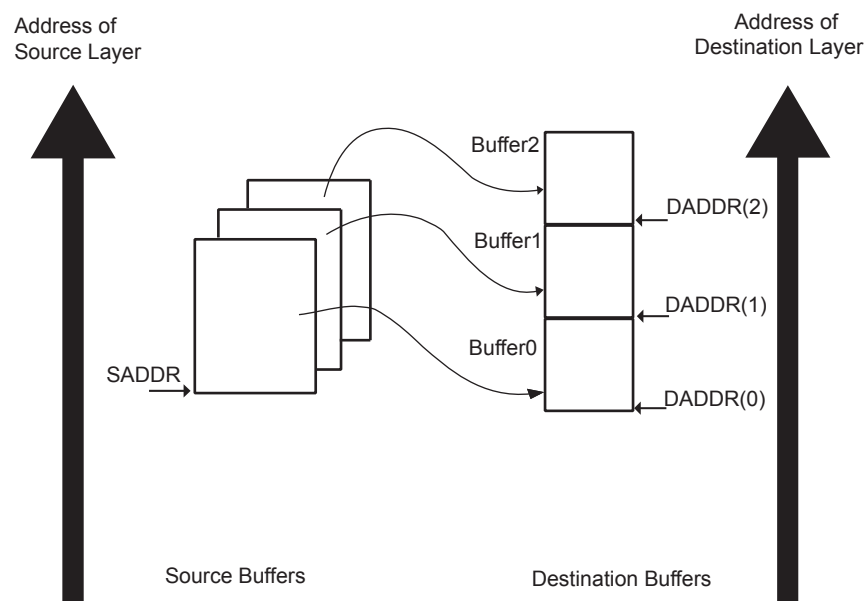 Address of
Source Layer
Address of
Destination Layer
Buffer2
DADDR(2)
Buffer1
DADDR(1)
Buffer0
SADDR
DADDR(0)
Source Buffers
Destination Buffers